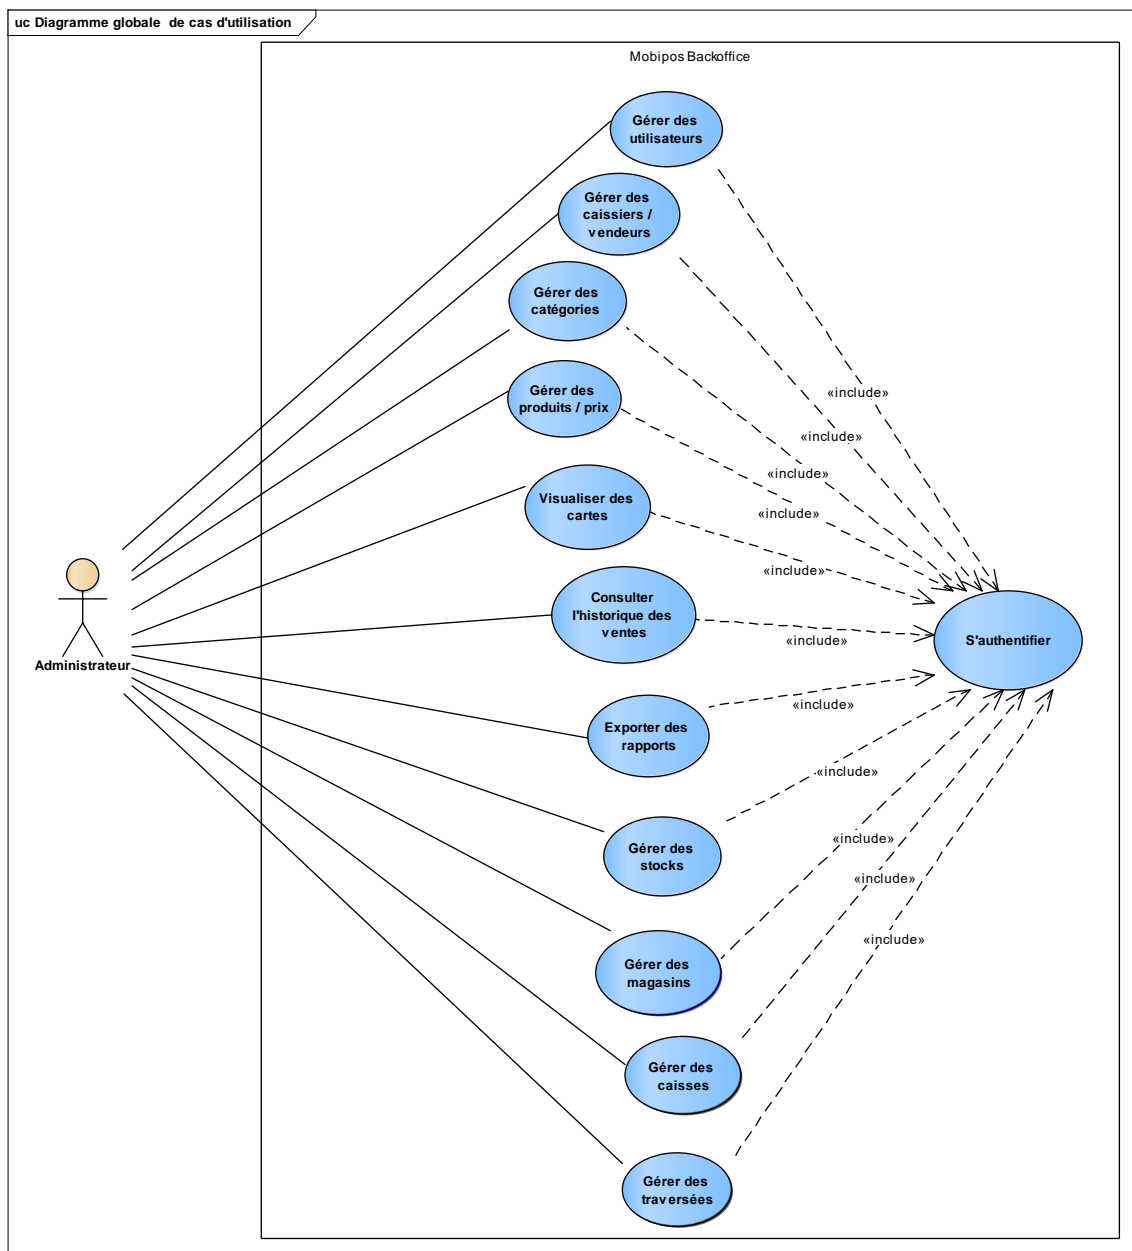 uc Diagramme globale de cas d'utilisation
Mobipos Backoffice
Gérer des
utilisateurs
Gérer des
caissiers /
vendeurs
Gérer des
catégories
Gérer des
produits / prix
«include»
«include»
«include»
Visualiser des
cartes
«include»
«include»
Administrateur
Consulter
l'historique des
ventes
«include»
S'authentifier
Exporter des
rapports
«include»
«include»
Gérer des
stocks
«include»
«include»
«include»
Gérer des
magasins
Gérer des
caisses
Gérer des
traversées